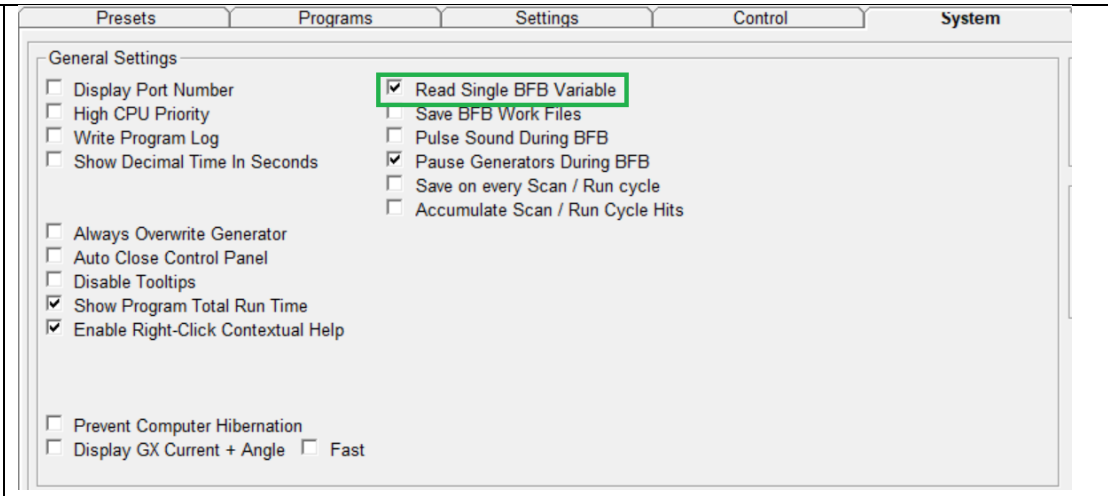 Presets Programs Settings Control System
General Settings
Display Port Number
High CPU Priority
Write Program Log
Show Decimal Time In Seconds
Read Single BFB Variable
Save BFB Work Files
Pulse Sound During BFB
Pause Generators During BFB
Save on every Scan / Run cycle
Accumulate Scan / Run Cycle Hits
Always Overwrite Generator
Auto Close Control Panel
Disable Tooltips
Show Program Total Run Time
Enable Right-Click Contextual Help
Prevent Computer Hibernation
Display GX Current + Angle Fast